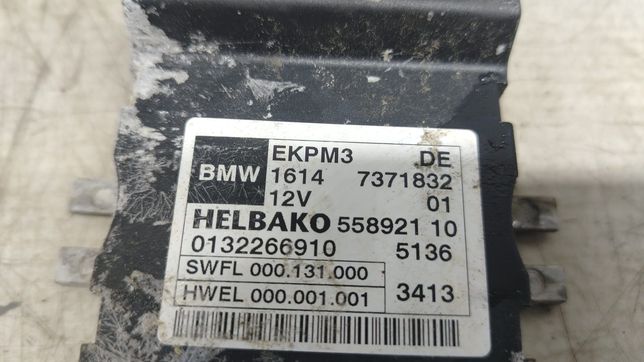 BMW
EKPM3 DE
1614 7371832
12V 01
HELBAKO 558921 10
0132266910 5136
SWFL 000.131.000
HWEL 000.001.001 3413